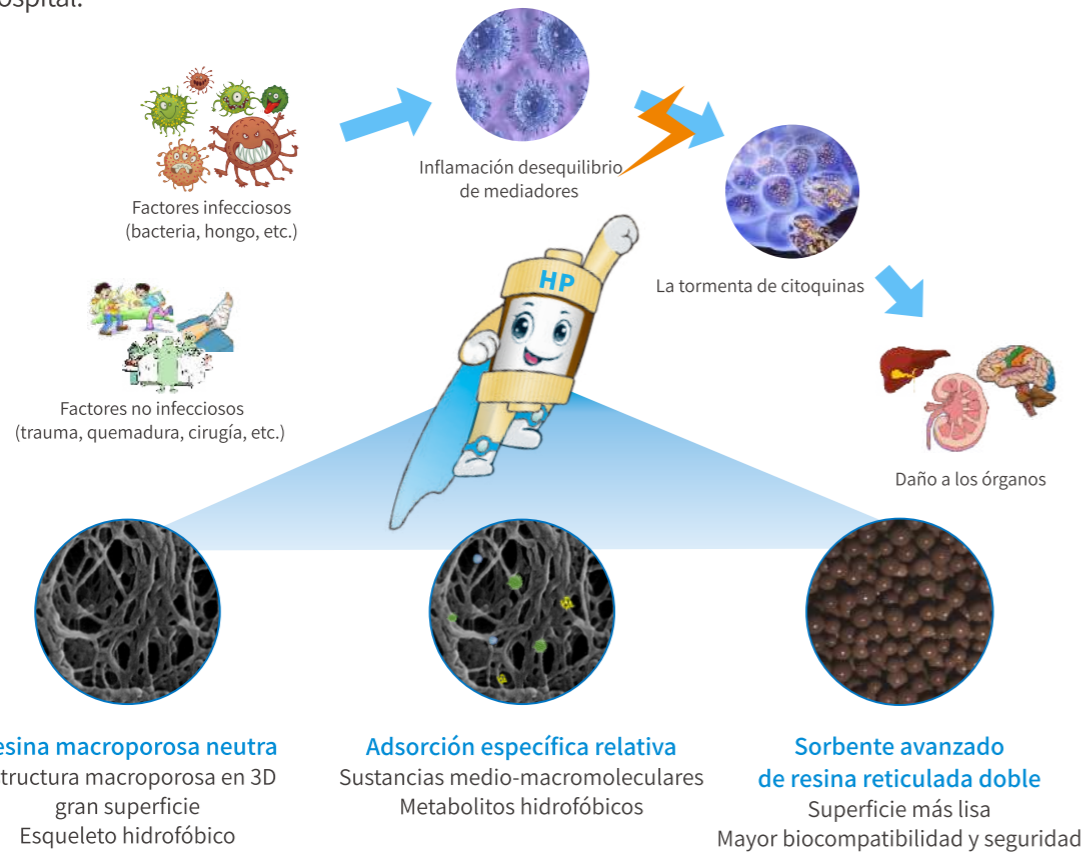 Factores infecciosos
(bacteria, hongo, etc.)
Inflamación desequilibrio
de mediadores
La tormenta de citoquinas
HP
Factores no infecciosos
(trauma, quemadura, cirugía, etc.)
Daño a los órganos
macroporosa neutra
macroporosa en 3D
gran superficie
Esqueleto hidrofóbico
Adsorción específica relativa
Sustancias medio-macromoleculares
Metabolitos hidrofóbicos
Sorbente avanzado
de resina reticulada doble
Superficie más lisa
Mayor biocompatibilidad y seguridad